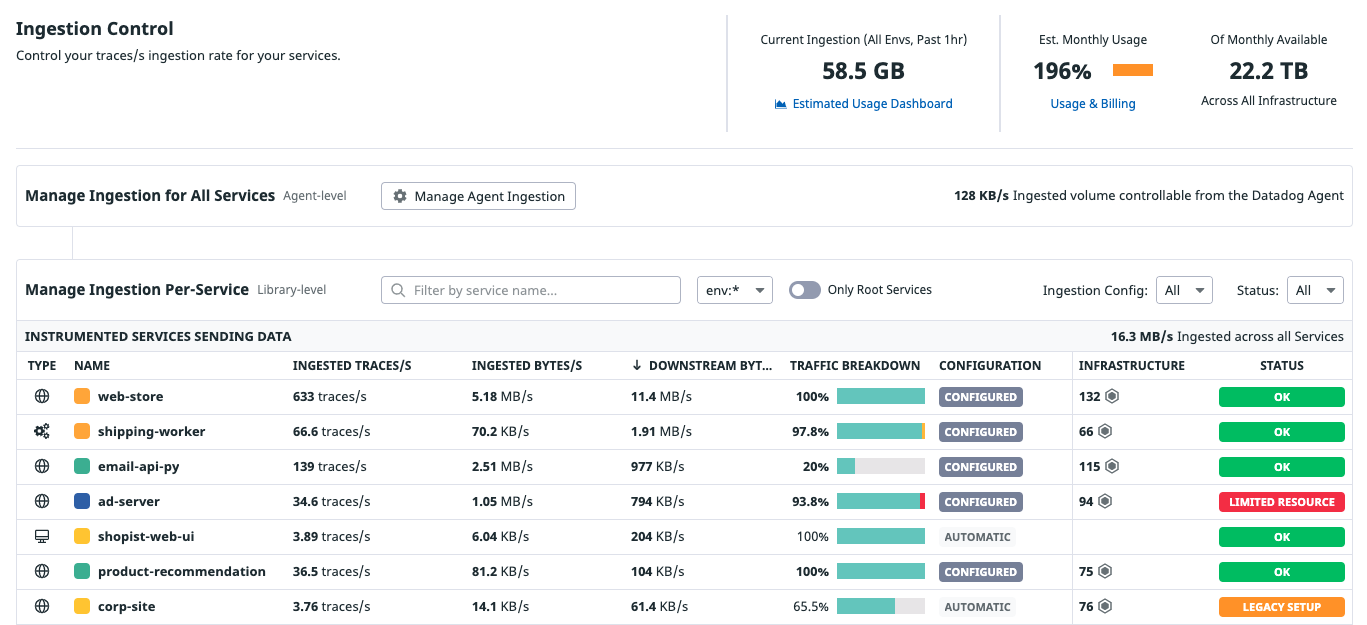 Ingestion Control
Control your traces/s ingestion rate for your services.
Current Ingestion (All Envs, Past 1hr)
58.5 GB
Estimated Usage Dashboard
Est. Monthly Usage
196%
Usage & Billing
Of Monthly Available
22.2 TB
Across All Infrastructure
Manage Ingestion for All Services Agent-level Manage Agent Ingestion 128 KB/s Ingested volume controllable from the Datadog Agent
Manage Ingestion Per-Service Library-level Filter by service name... env:* Only Root Services Ingestion Config: All Status: All
INSTRUMENTED SERVICES SENDING DATA 16.3 MB/s Ingested across all Services
TYPE NAME INGESTED TRACES/S INGESTED BYTES/S DOWNSTREAM BYT... TRAFFIC BREAKDOWN CONFIGURATION INFRASTRUCTURE STATUS
web-store 633 traces/s 5.18 MB/s 11.4 MB/s 100% CONFIGURED 132 OK
shipping-worker 66.6 traces/s 70.2 KB/s 1.91 MB/s 97.8% CONFIGURED 66 OK
email-api-py 139 traces/s 2.51 MB/s 977 KB/s 20% CONFIGURED 115 OK
ad-server 34.6 traces/s 1.05 MB/s 794 KB/s 93.8% CONFIGURED 94 LIMITED RESOURCE
shopist-web-ui 3.89 traces/s 6.04 KB/s 204 KB/s 100% AUTOMATIC OK
product-recommendation 36.5 traces/s 81.2 KB/s 104 KB/s 100% CONFIGURED 75 OK
corp-site 3.76 traces/s 14.1 KB/s 61.4 KB/s 65.5% AUTOMATIC 76 LEGACY SETUP